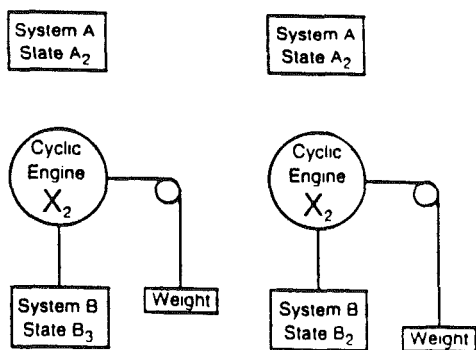 System A
State A₂
System A
State A₂
Cyclic
Engine
X₂
Cyclic
Engine
X₂
System B
State B₃
Weight
System B
State B₂
Weight